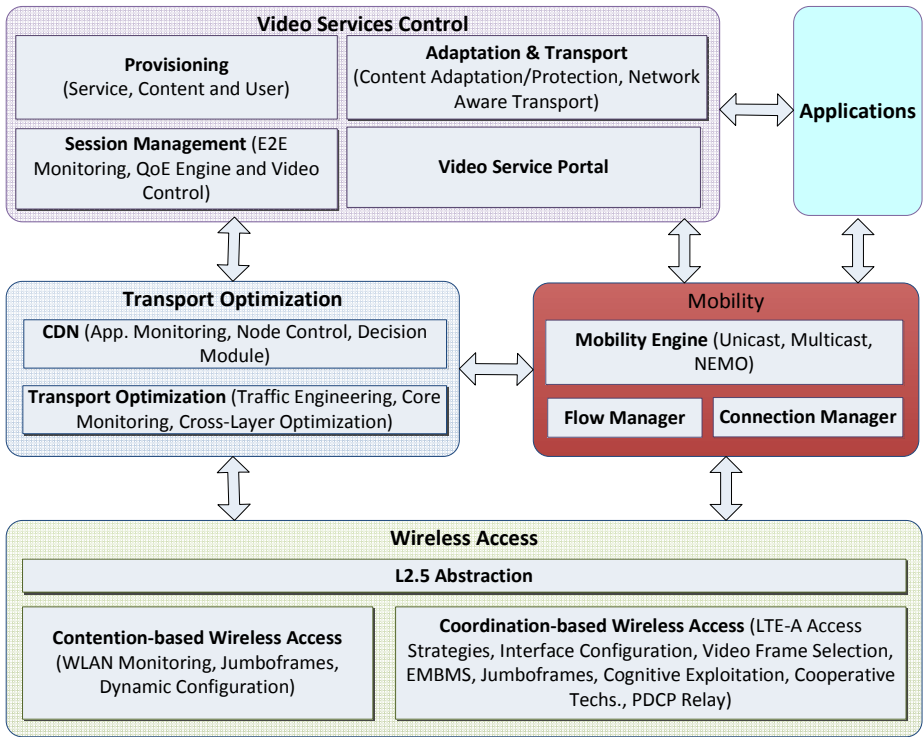 Video Services Control
Provisioning
(Service, Content and User)
Adaptation & Transport
(Content Adaptation/Protection, Network
Aware Transport)
Session Management (E2E
Monitoring, QoE Engine and Video
Control)
Video Service Portal
Applications
Transport Optimization
CDN (App. Monitoring, Node Control, Decision
Module)
Transport Optimization (Traffic Engineering, Core
Monitoring, Cross-Layer Optimization)
Mobility
Mobility Engine (Unicast, Multicast,
NEMO)
Flow Manager
Connection Manager
Wireless Access
L2.5 Abstraction
Contention-based Wireless Access
(WLAN Monitoring, Jumboframes,
Dynamic Configuration)
Coordination-based Wireless Access (LTE-A Access
Strategies, Interface Configuration, Video Frame Selection,
EMBMS, Jumboframes, Cognitive Exploitation, Cooperative
Techs., PDCP Relay)